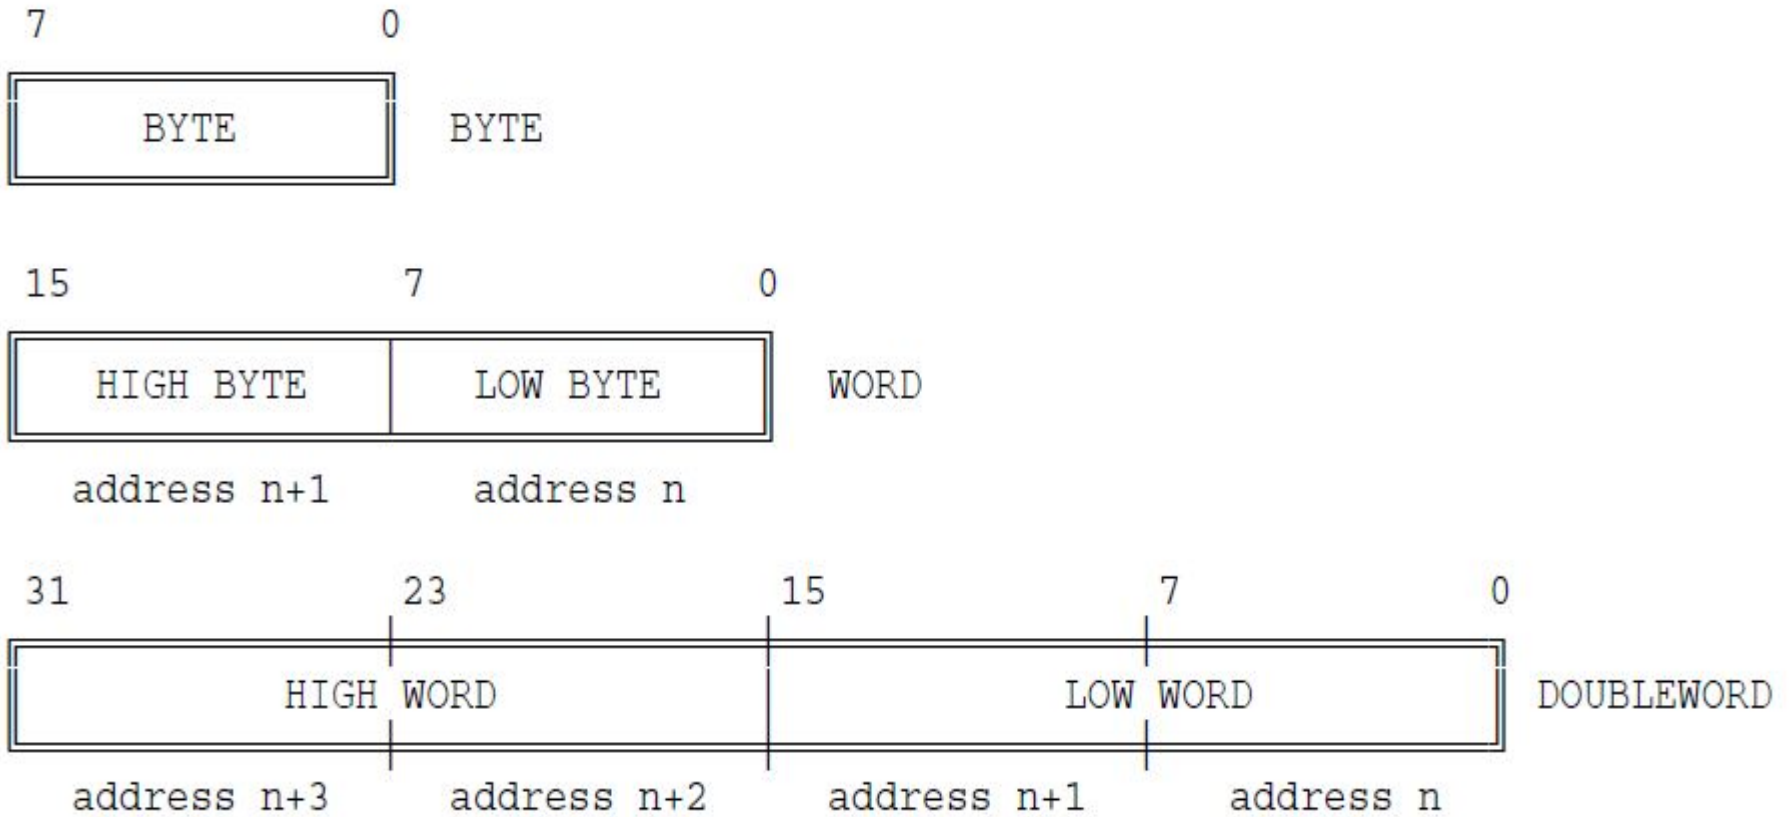 7 0
BYTE BYTE
15 7 0
HIGH BYTE LOW BYTE WORD
address n+1 address n
31 23 15 7 0
HIGH WORD LOW WORD DOUBLEWORD
address n+3 address n+2 address n+1 address n